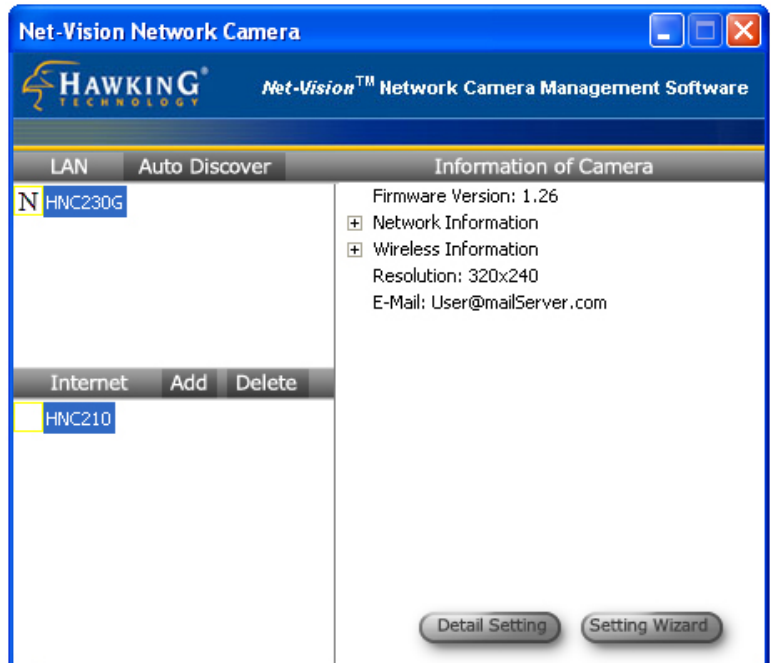 Net-Vision Network Camera
HAWKING®
TECHNOLOGY
Net-Vision™ Network Camera Management Software
LAN Auto Discover
Information of Camera
N HNC230G
Firmware Version: 1.26
Network Information
Wireless Information
Resolution: 320x240
E-Mail: User@mailServer.com
Internet Add Delete
HNC210
Detail Setting Setting Wizard